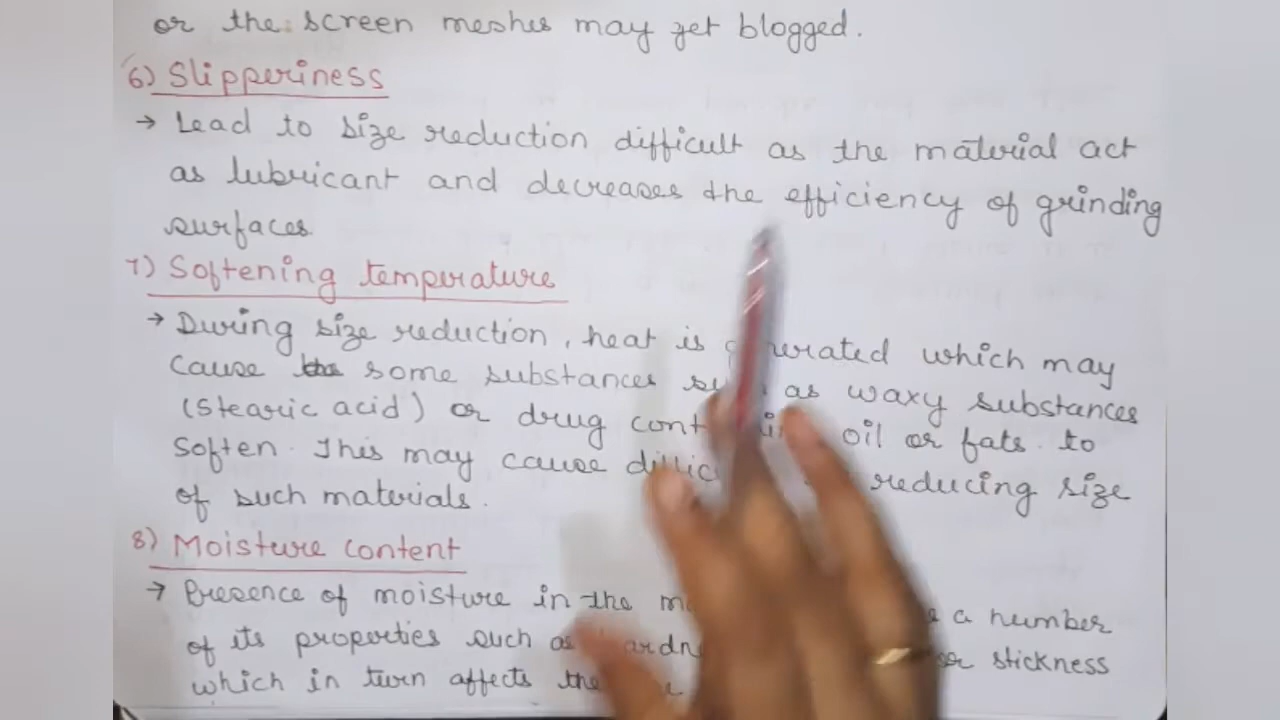 or the screen meshes may get blogged.
6) Slipperiness
→ Lead to size reduction difficult as the material act
as lubricant and decreases the efficiency of grinding
surfaces
7) Softening temperature
→ During size reduction, heat is generated which may
cause some substances such as waxy substances
(stearic acid) or drug containing oil or fats to
soften. This may cause reducing size
of such materials.
8) Moisture content
→ Presence of moisture in the a number
of its properties such as or stickness
which in turn affects the